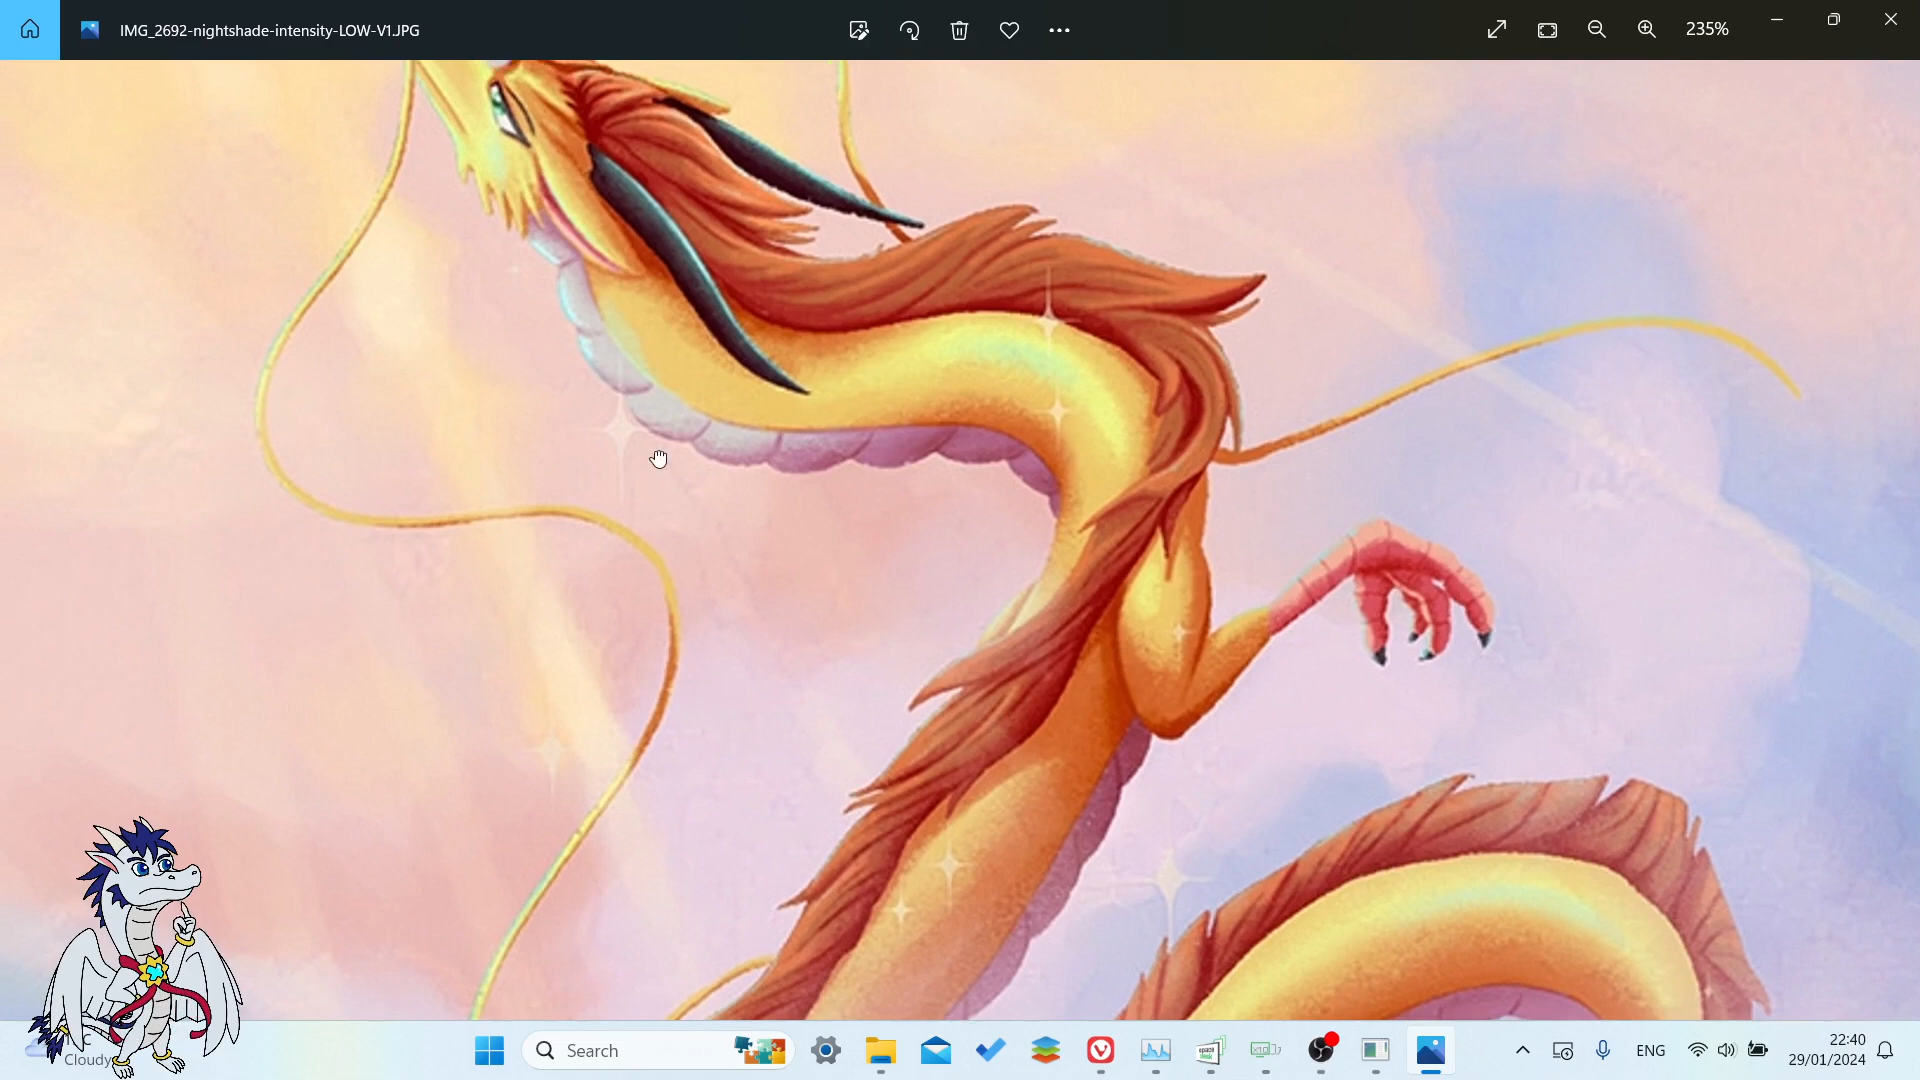 IMG_2692-nightshade-intensity-LOW-V1.JPG
235%
Cloudy
Search
ENG
22:40
29/01/2024